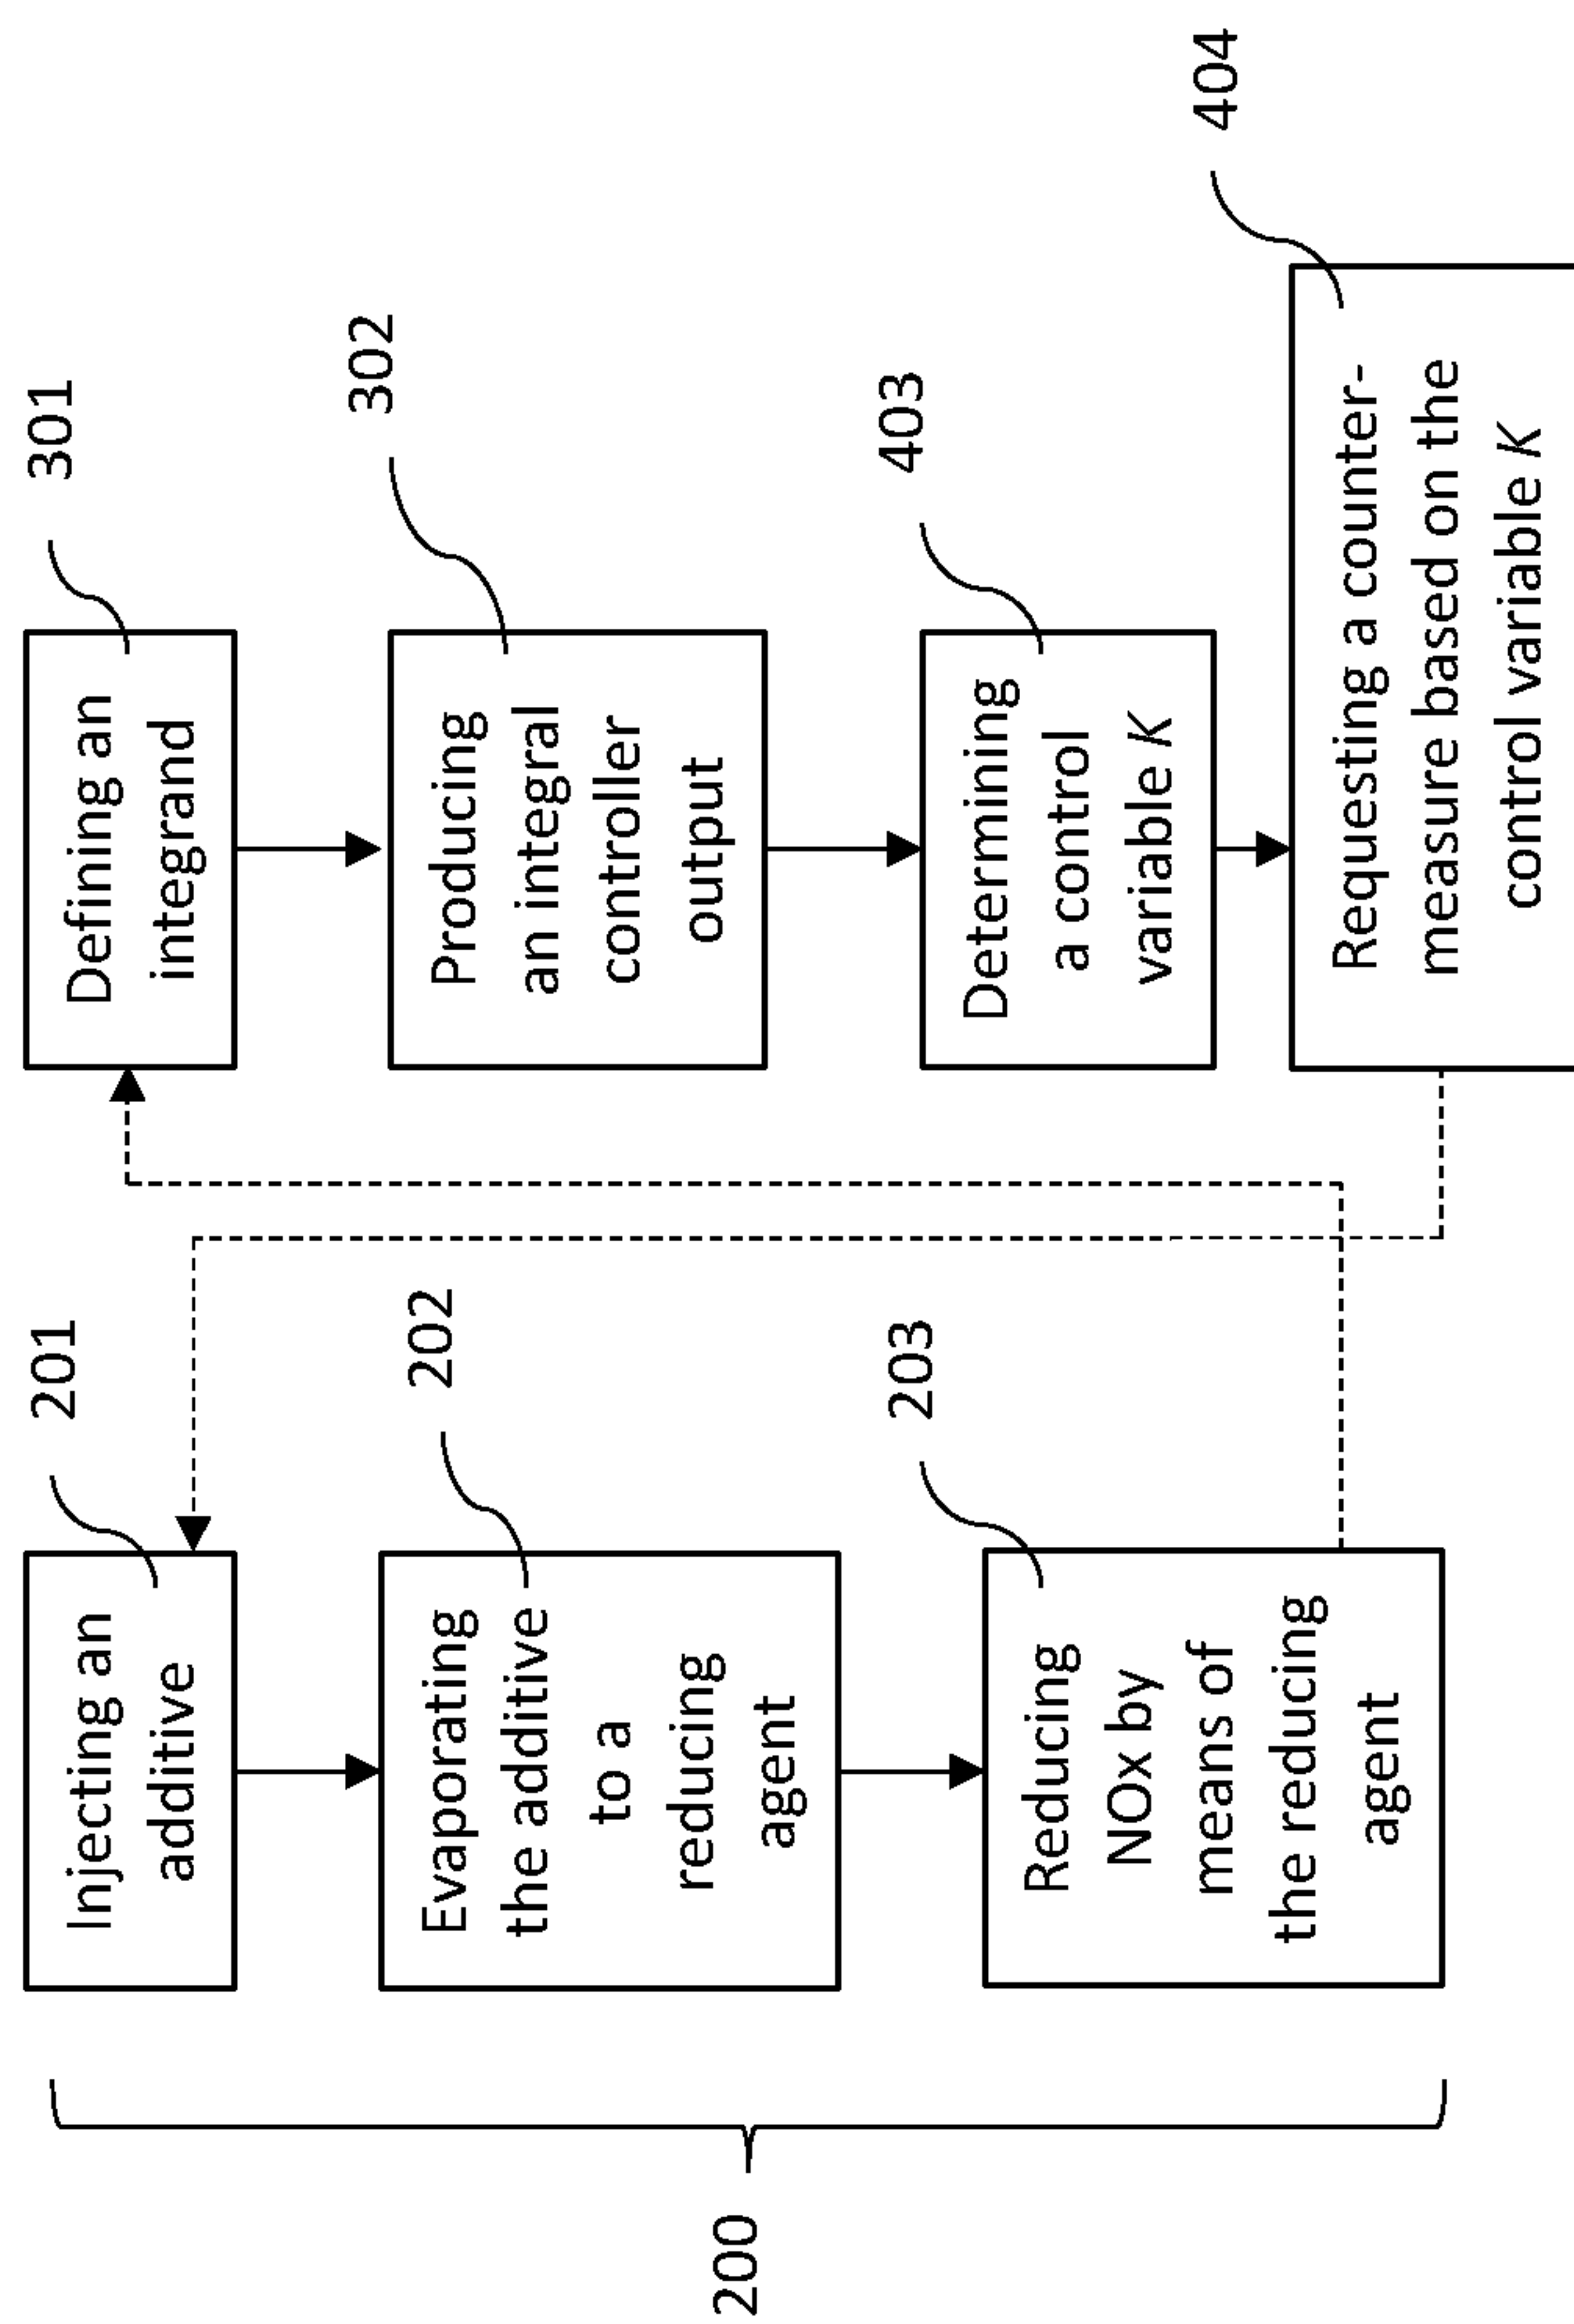 200
201
Injecting an
additive
202
Evaporating
the additive
to a
reducing
agent
203
Reducing
NOx by
means of
the reducing
agent
301
Defining an
integrand
302
Producing
an integral
controller
output
403
Determining
a control
variable K
404
Requesting a counter-
measure based on the
control variable K